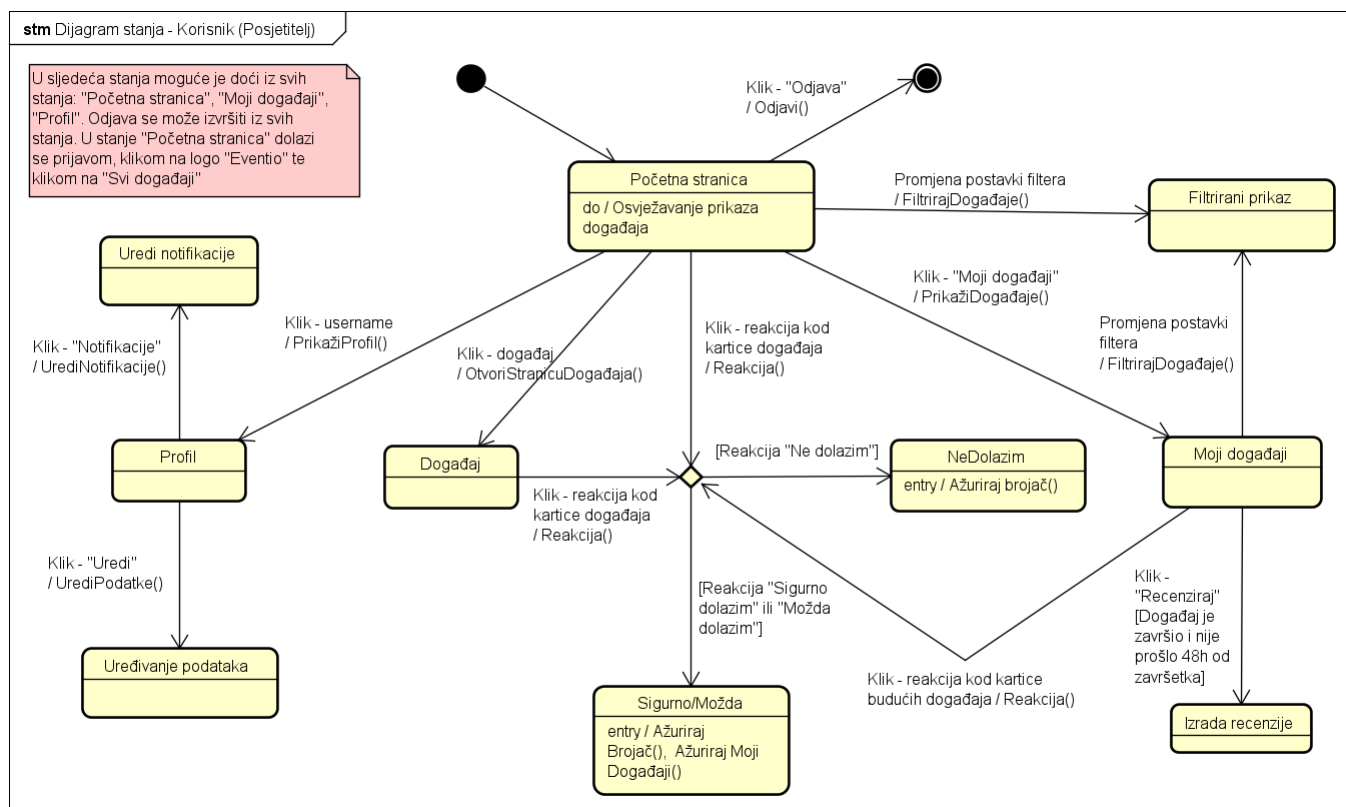 stm Dijagram stanja - Korisnik (Posjetitelj)
U sljedeća stanja moguće je doći iz svih
stanja: "Početna stranica", "Moji događaji",
"Profil". Odjava se može izvršiti iz svih
stanja. U stanje "Početna stranica" dolazi
se prijavom, klikom na logo "Eventio" te
klikom na "Svi događaji"
Klik - "Odjava"
/ Odjavi()
Početna stranica
do / Osvježavanje prikaza
događaja
Promjena postavki filtera
/ FiltrirajDogađaje()
Filtrirani prikaz
Uredi notifikacije
Klik - "Moji događaji"
/ PrikažiDogađaje()
Klik - username
/ PrikažiProfil()
Klik - reakcija kod
kartice događaja
/ Reakcija()
Promjena postavki
filtera
/ FiltrirajDogađaje()
Klik - "Notifikacije"
/ UrediNotifikacije()
Klik - događaj
/ OtvoriStranicuDogađaja()
Profil
Događaj
[Reakcija "Ne dolazim"]
NeDolazim
entry / Ažuriraj brojač()
Moji događaji
Klik - reakcija kod
kartice događaja
/ Reakcija()
Klik - "Uredi"
/ UrediPodatke()
[Reakcija "Sigurno
dolazim" ili "Možda
dolazim"]
Klik -
"Recenziraj"
[Događaj je
završio i nije
prošlo 48h od
završetka]
Uređivanje podataka
Klik - reakcija kod kartice
budućih događaja / Reakcija()
Sigurno/Možda
entry / Ažuriraj
Brojač(), Ažuriraj Moji
Događaji()
Izrada recenzije